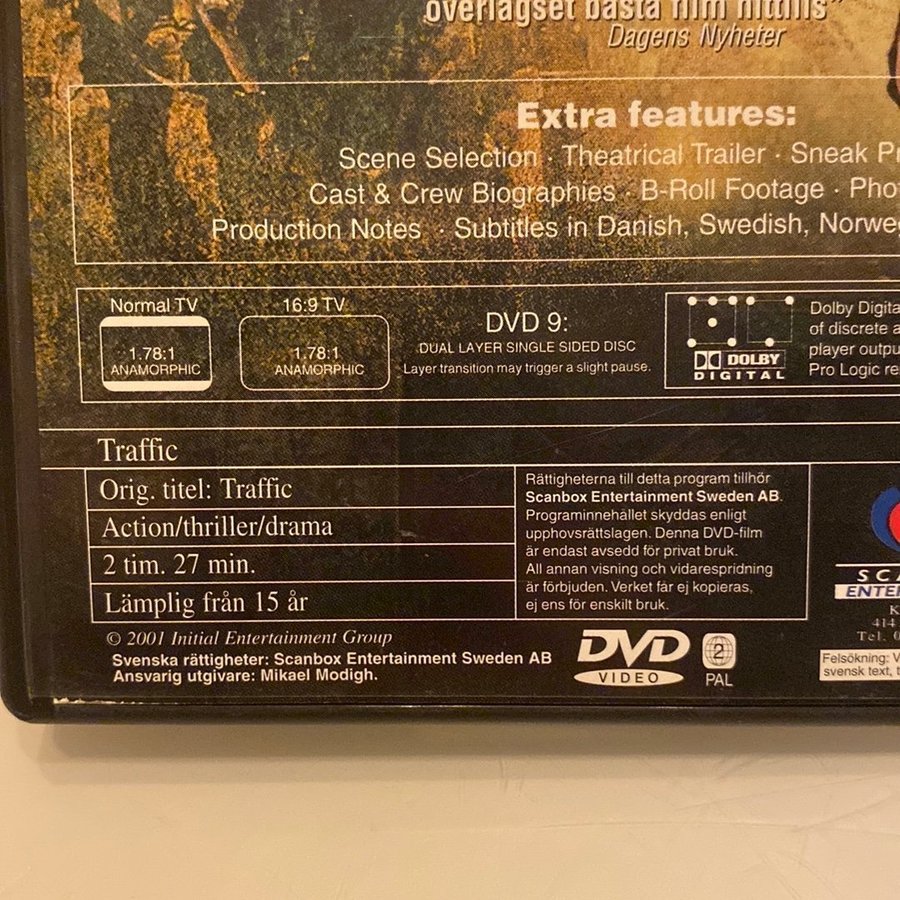 överlägset bästa film hittills"
Dagens Nyheter
Extra features:
Scene Selection · Theatrical Trailer · Sneak
Cast & Crew Biographies · B-Roll Footage ·
Production Notes · Subtitles in Danish, Swedish,
Normal TV
1.78:1
ANAMORPHIC
16:9 TV
1.78:1
ANAMORPHIC
DVD 9:
DUAL LAYER SINGLE SIDED DISC
Layer transition may trigger a slight pause.
DOLBY
DIGITAL
Dolby
of discrete
player
Pro Logic
Traffic
Orig. titel: Traffic
Action/thriller/drama
2 tim. 27 min.
Lämplig från 15 år
Rättigheterna till detta program tillhör
Scanbox Entertainment Sweden AB.
Programinnehållet skyddas enligt
upphovsrättslagen. Denna DVD-film
är endast avsedd för privat bruk.
All annan visning och vidarespridning
är förbjuden. Verket får ej kopieras,
ej ens för enskilt bruk.
© 2001 Initial Entertainment Group
Svenska rättigheter: Scanbox Entertainment Sweden AB
Ansvarig utgivare: Mikael Modigh.
DVD
VIDEO
2
PAL
414
Tel.
Felsökning:
svensk text,